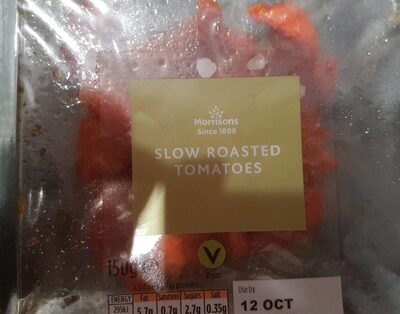 Morrisons
Since 1899
SLOW ROASTED
TOMATOES
150g
V
Use by
12 OCT
ENERGY Fat Saturates Sugars Salt
295kJ 5.7g 0.7g 2.7g 0.35g